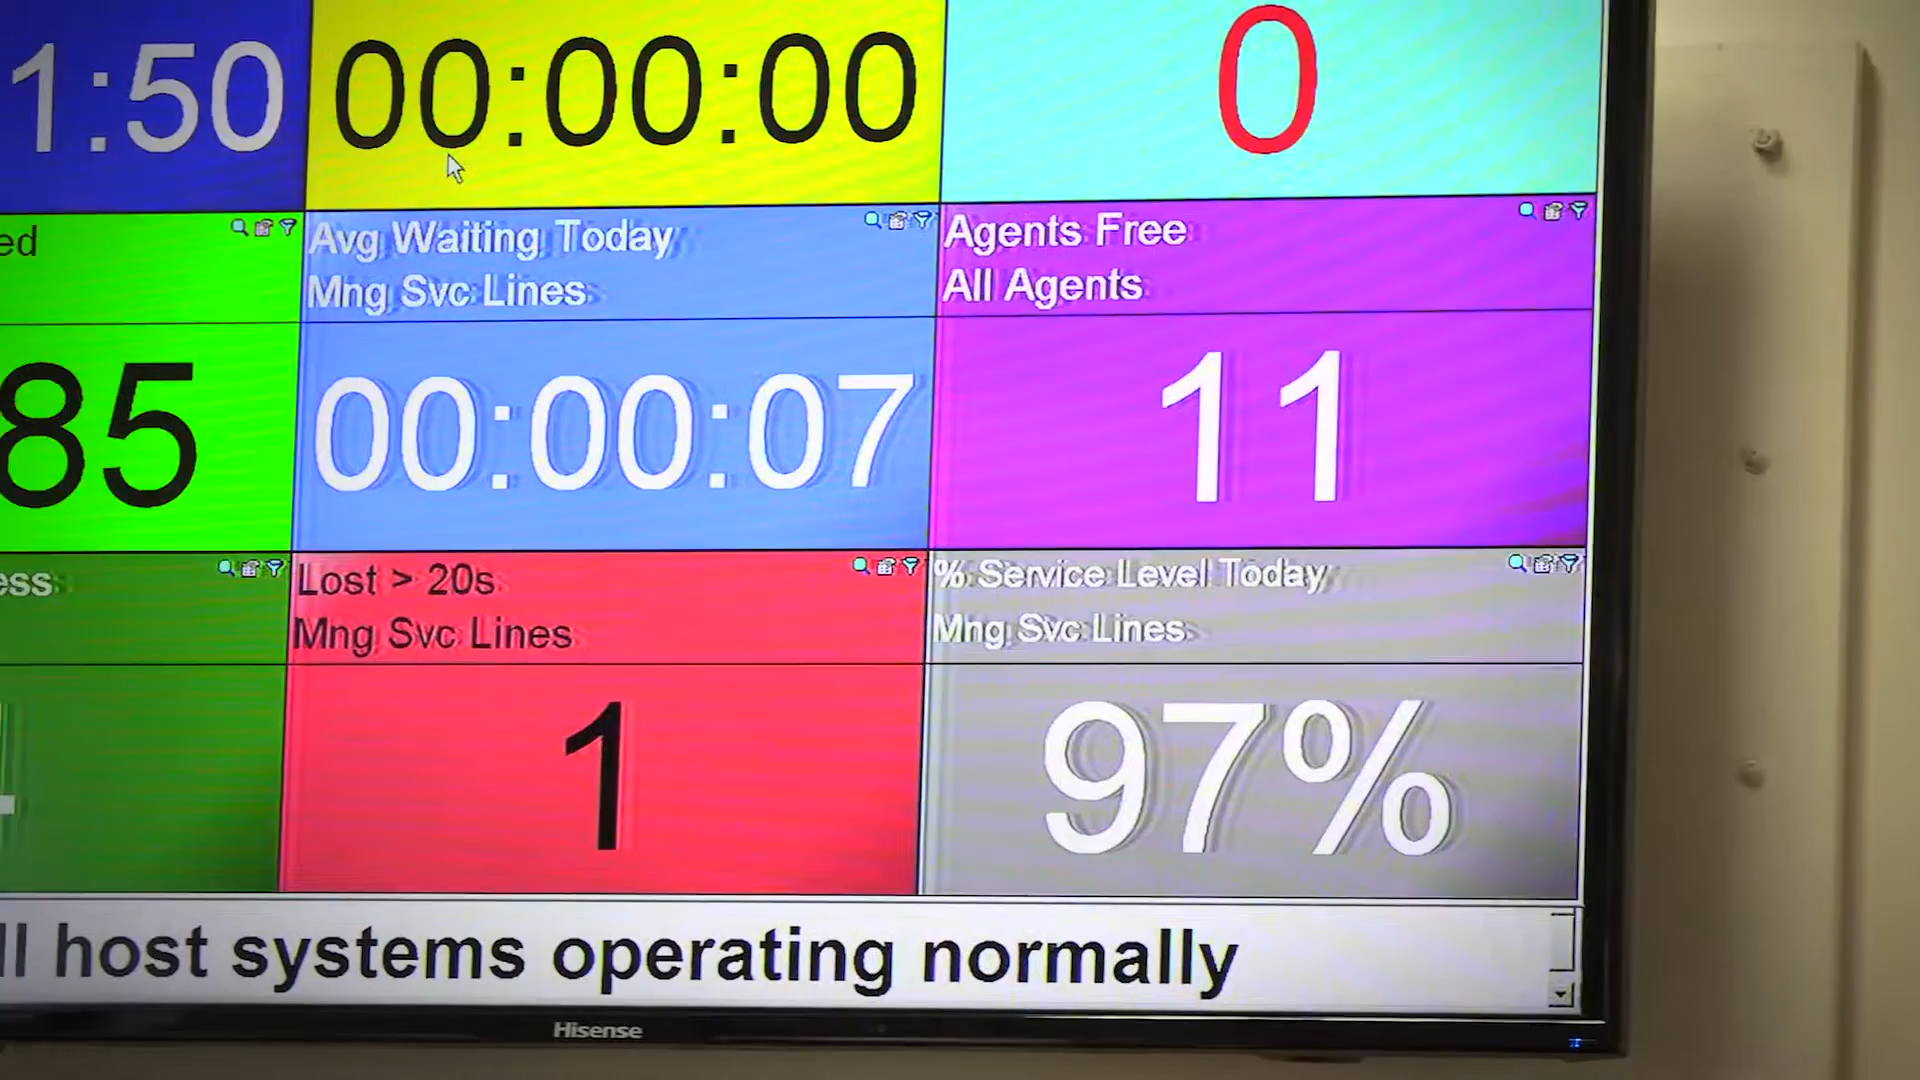 1:50
00:00:00
0
ed
Avg Waiting Today
Mng Svc Lines
Agents Free
All Agents
85
00:00:07
11
ess
Lost > 20s
Mng Svc Lines
% Service Level Today
Mng Svc Lines
1
97%
ll host systems operating normally
Hisense